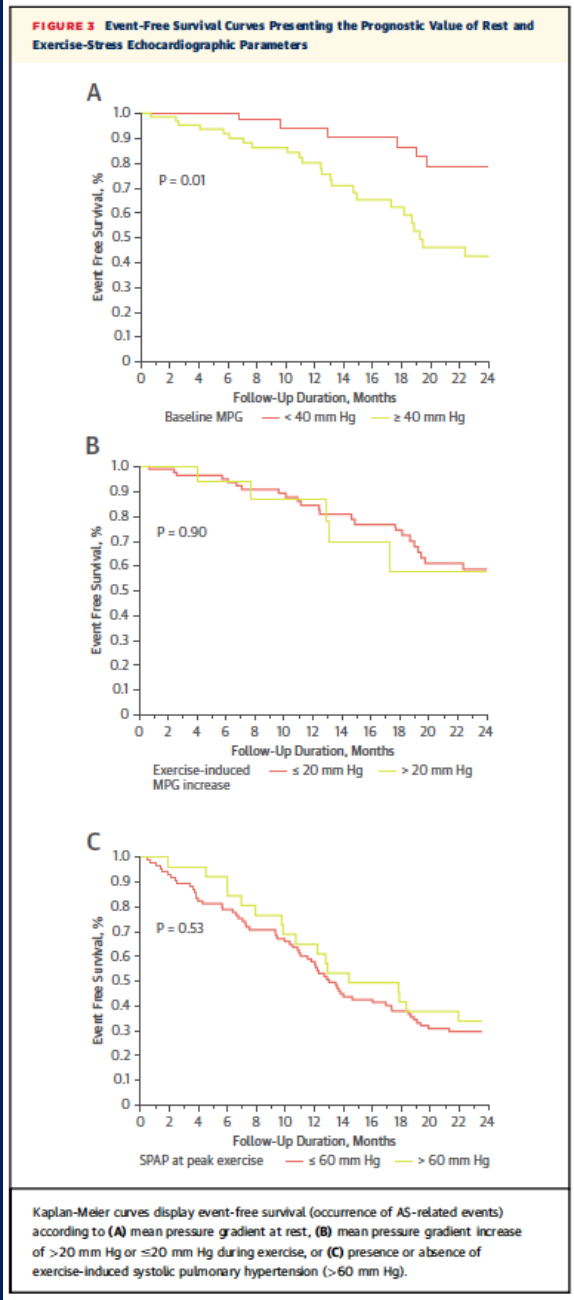 FIGURE 3 Event-Free Survival Curves Presenting the Prognostic Value of Rest and
Exercise-Stress Echocardiographic Parameters
A
1.0
0.9
0.8
0.7
0.6
0.5
0.4
0.3
0.2
0.1
0
Event Free Survival, %
P = 0.01
0 2 4 6 8 10 12 14 16 18 20 22 24
Follow-Up Duration, Months
Baseline MPG — < 40 mm Hg — ≥ 40 mm Hg
B
1.0
0.9
0.8
0.7
0.6
0.5
0.4
0.3
0.2
0.1
0
Event Free Survival, %
P = 0.90
0 2 4 6 8 10 12 14 16 18 20 22 24
Follow-Up Duration, Months
Exercise-induced — ≤ 20 mm Hg — > 20 mm Hg
MPG increase
C
1.0
0.9
0.8
0.7
0.6
0.5
0.4
0.3
0.2
0.1
0
Event Free Survival, %
P = 0.53
0 2 4 6 8 10 12 14 16 18 20 22 24
Follow-Up Duration, Months
SPAP at peak exercise — ≤ 60 mm Hg — > 60 mm Hg
Kaplan-Meier curves display event-free survival (occurrence of AS-related events)
according to (A) mean pressure gradient at rest, (B) mean pressure gradient increase
of >20 mm Hg or ≤20 mm Hg during exercise, or (C) presence or absence of
exercise-induced systolic pulmonary hypertension (>60 mm Hg).